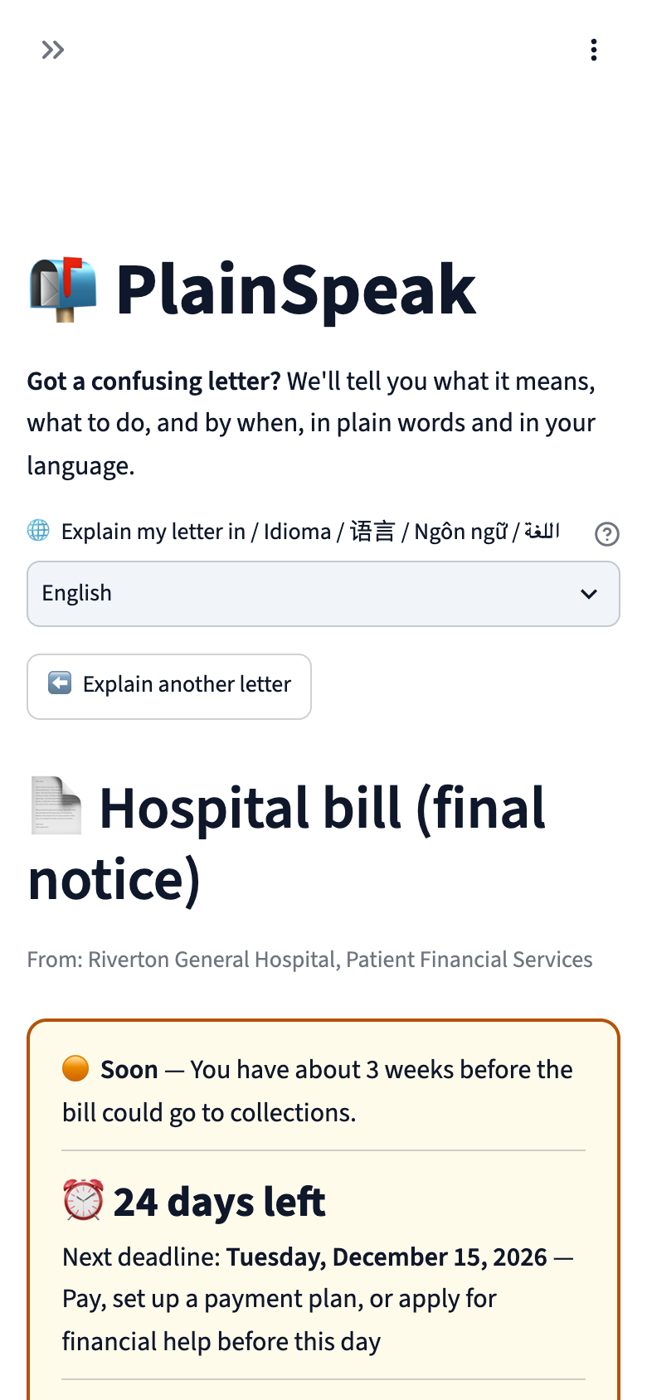 PlainSpeak
Got a confusing letter? We'll tell you what it means,
what to do, and by when, in plain words and in your
language.
Explain my letter in / Idioma / 语言 / Ngôn ngữ / اللغة
English
Explain another letter
Hospital bill (final
notice)
From: Riverton General Hospital, Patient Financial Services
Soon — You have about 3 weeks before the
bill could go to collections.
24 days left
Next deadline: Tuesday, December 15, 2026 —
Pay, set up a payment plan, or apply for
financial help before this day